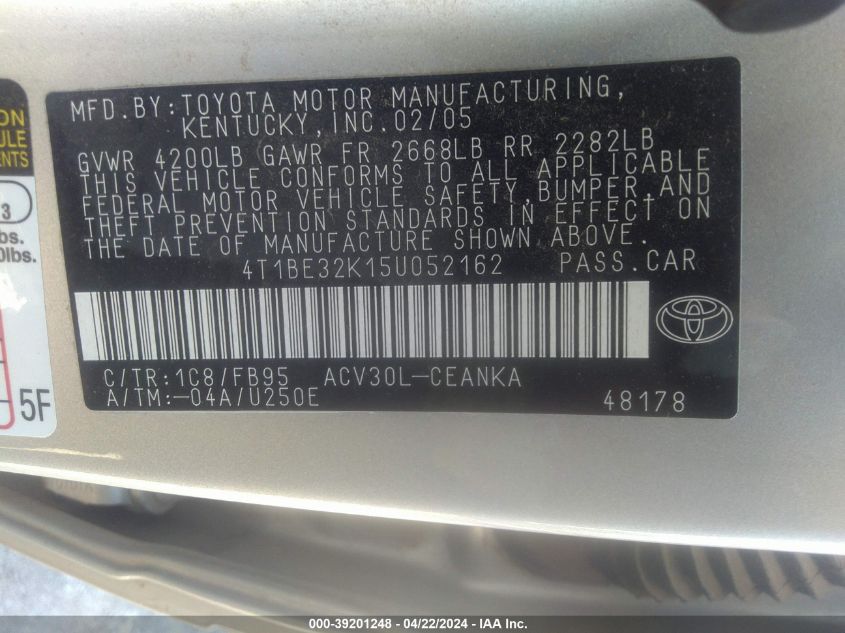 MFD.BY:TOYOTA MOTOR MANUFACTURING,
KENTUCKY,INC.02/05
GVWR 4200LB GAWR FR 2668LB RR 2282LB
THIS VEHICLE CONFORMS TO ALL APPLICABLE
FEDERAL MOTOR VEHICLE SAFETY,BUMPER,AND
THEFT PREVENTION STANDARDS IN EFFECT ON
THE DATE OF MANUFACTURE SHOWN ABOVE.
4T1BE32K15U052162 PASS.CAR
C/TR:1C8/FB95 ACV30L-CEANKA
A/TM:-04A/U250E 48178
3
lbs.
5F
000-39201248 - 04/22/2024 - IAA Inc.